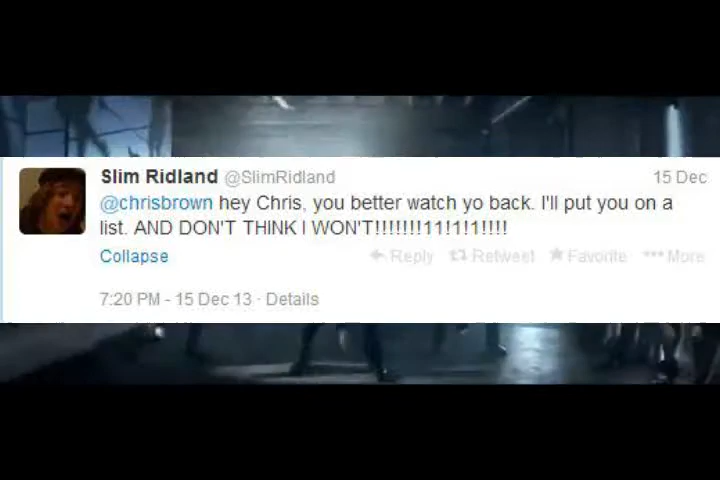 Slim Ridland @SlimRidland 15 Dec
@chrisbrown hey Chris, you better watch yo back. I'll put you on a
list. AND DON'T THINK I WON'T!!!!!!!11!1!1!!!!
Collapse Reply Retweet Favorite More
7:20 PM - 15 Dec 13 · Details